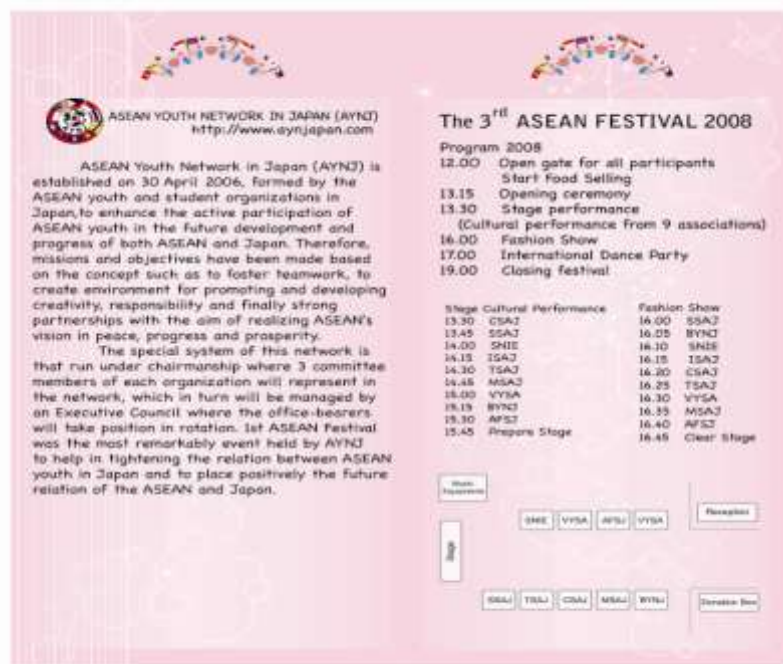 ASEAN YOUTH NETWORK IN JAPAN (AYNJ)
http://www.aynjapan.com
ASEAN Youth Network in Japan (AYNJ) is
established on 30 April 2006, formed by the
ASEAN youth and student organizations in
Japan,to enhance the active participation of
ASEAN youth in the future development and
progress of both ASEAN and Japan. Therefore,
missions and objectives have been made based
on the concept such as to foster teamwork, to
create environment for promoting and developing
creativity, responsibility and finally strong
partnerships with the aim of realizing ASEAN's
vision in peace, progress and prosperity.
The special system of this network is
that run under chairmanship where 3 committee
members of each organization will represent in
the network, which in turn will be managed by
an Executive Council where the office-bearers
will take position in rotation. 1st ASEAN Festival
was the most remarkably event held by AYNJ
to help in tightening the relation between ASEAN
youth in Japan and to place positively the future
relation of the ASEAN and Japan.
The 3rd ASEAN FESTIVAL 2008
Program 2008
12.00 Open gate for all participants
Start Food Selling
13.15 Opening ceremony
13.30 Stage performance
(Cultural performance from 9 associations)
16.00 Fashion Show
17.00 International Dance Party
19.00 Closing festival
Stage Cultural Performance
13.30 CSAJ
13.45 SSAJ
14.00 SNIE
14.15 ISAJ
14.30 TSAJ
14.45 MSAJ
15.00 VYSA
15.15 BYNJ
15.30 AFSJ
15.45 Prepare Stage
Fashion Show
16.00 SSAJ
16.05 BYNJ
16.10 SNIE
16.15 ISAJ
16.20 CSAJ
16.25 TSAJ
16.30 VYSA
16.35 MSAJ
16.40 AFSJ
16.45 Clear Stage
Equipment
SNIE VYSA AFSJ VYSA
Reception
Stage
SSAJ TSAJ CSAJ MSAJ BYNJ
Donation Box